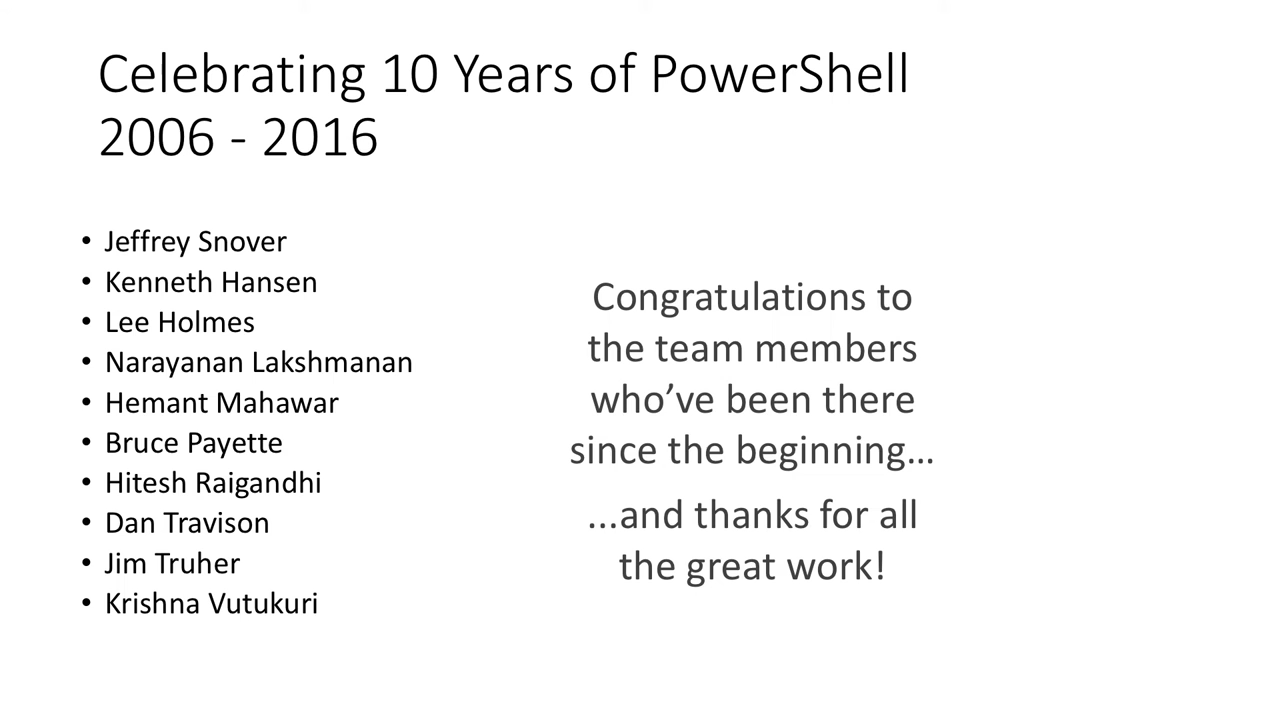 Celebrating 10 Years of PowerShell
2006 - 2016
• Jeffrey Snover
• Kenneth Hansen
• Lee Holmes
• Narayanan Lakshmanan
• Hemant Mahawar
• Bruce Payette
• Hitesh Raigandhi
• Dan Travison
• Jim Truher
• Krishna Vutukuri
Congratulations to
the team members
who’ve been there
since the beginning…
...and thanks for all
the great work!